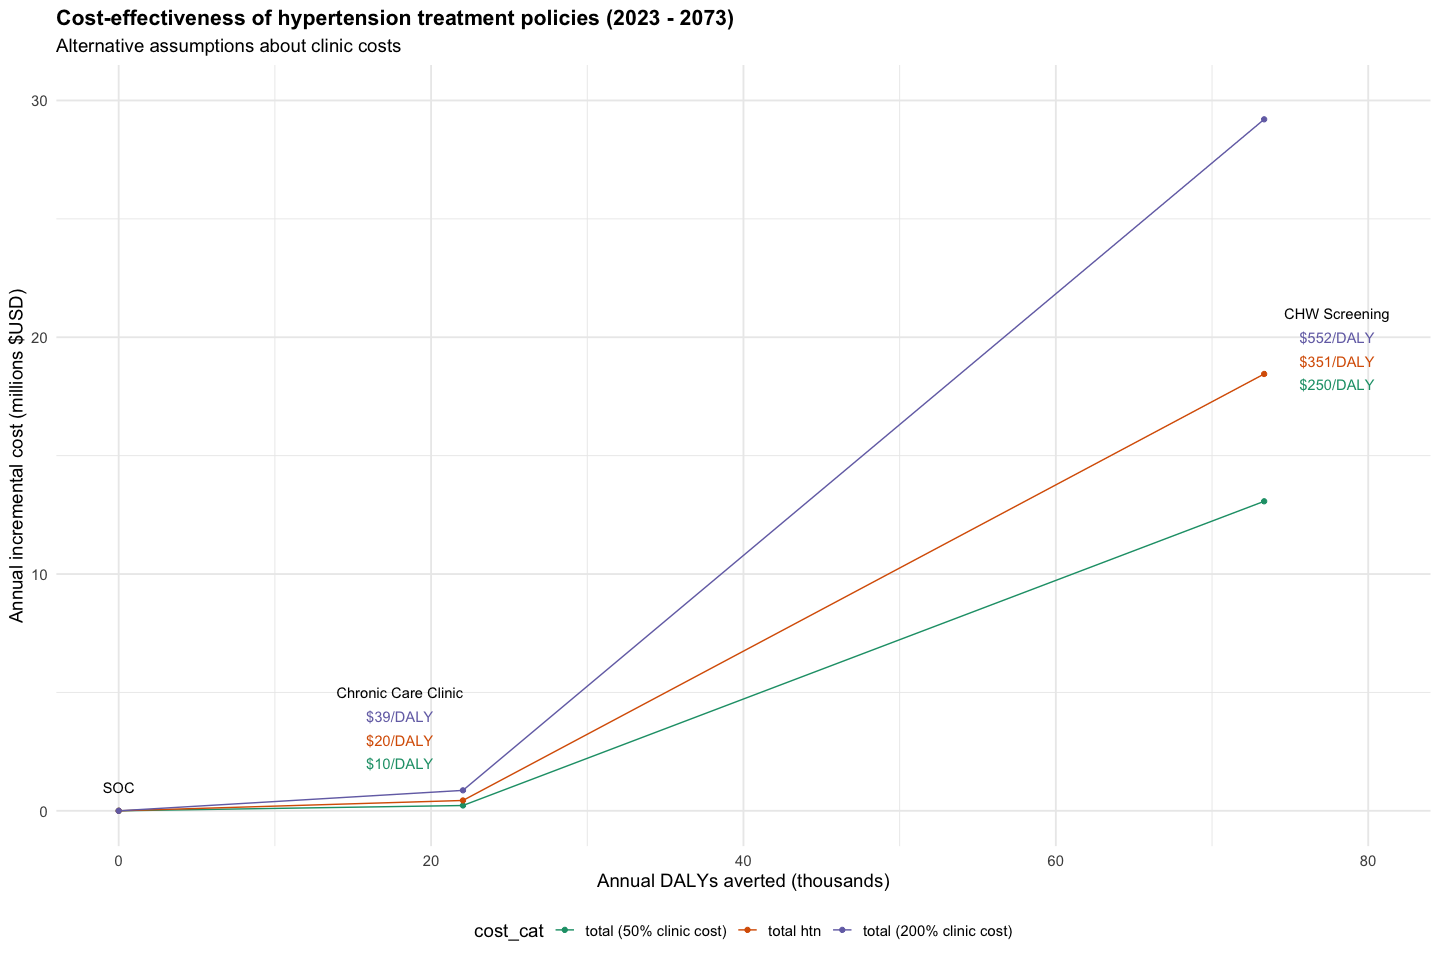 Cost-effectiveness of hypertension treatment policies (2023 - 2073)
Alternative assumptions about clinic costs
Annual incremental cost (millions $USD)
30
20
10
0
CHW Screening
$552/DALY
$351/DALY
$250/DALY
Chronic Care Clinic
$39/DALY
$20/DALY
$10/DALY
SOC
0 20 40 60 80
Annual DALYs averted (thousands)
cost_cat total (50% clinic cost) total htn total (200% clinic cost)